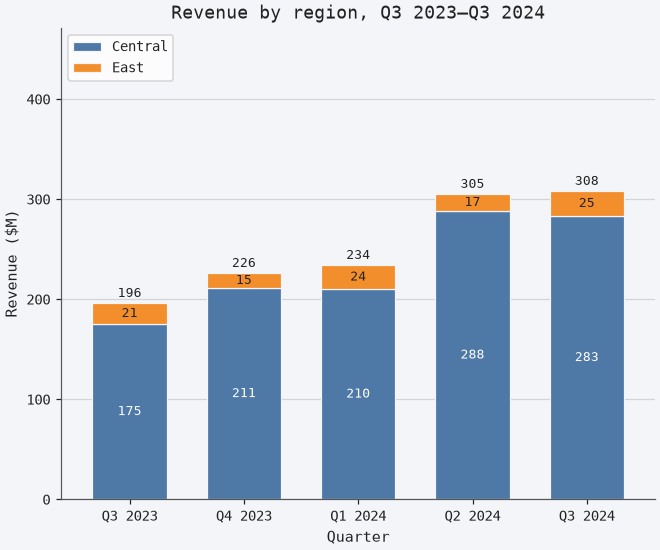 Revenue by region, Q3 2023–Q3 2024
Central
East
Revenue ($M)
400
300
200
100
0
196
21
175
226
15
211
234
24
210
305
17
288
308
25
283
Q3 2023
Q4 2023
Q1 2024
Q2 2024
Q3 2024
Quarter